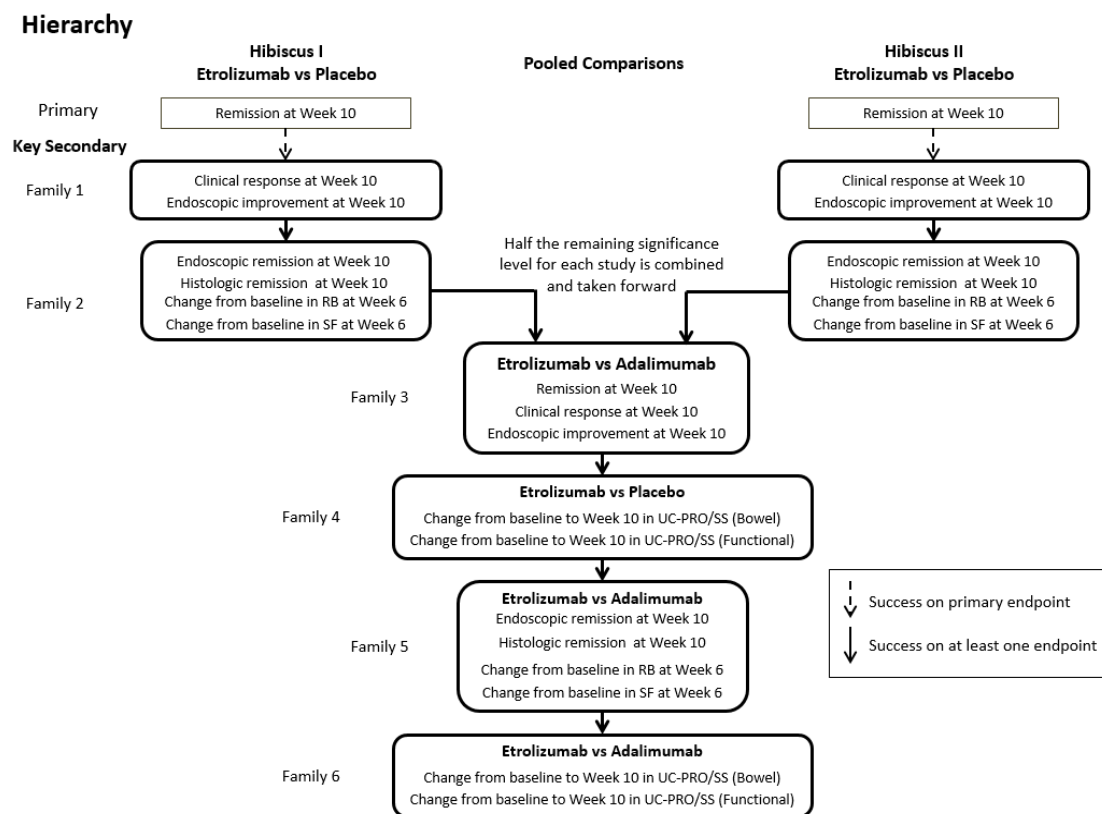 Hierarchy
Hibiscus I
Etrolizumab vs Placebo
Pooled Comparisons
Hibiscus II
Etrolizumab vs Placebo
Primary
Remission at Week 10
Remission at Week 10
Key Secondary
Family 1
Clinical response at Week 10
Endoscopic improvement at Week 10
Clinical response at Week 10
Endoscopic improvement at Week 10
Family 2
Endoscopic remission at Week 10
Histologic remission at Week 10
Change from baseline in RB at Week 6
Change from baseline in SF at Week 6
Half the remaining significance
level for each study is combined
and taken forward
Endoscopic remission at Week 10
Histologic remission at Week 10
Change from baseline in RB at Week 6
Change from baseline in SF at Week 6
Family 3
Etrolizumab vs Adalimumab
Remission at Week 10
Clinical response at Week 10
Endoscopic improvement at Week 10
Family 4
Etrolizumab vs Placebo
Change from baseline to Week 10 in UC-PRO/SS (Bowel)
Change from baseline to Week 10 in UC-PRO/SS (Functional)
Family 5
Etrolizumab vs Adalimumab
Endoscopic remission at Week 10
Histologic remission at Week 10
Change from baseline in RB at Week 6
Change from baseline in SF at Week 6
Success on primary endpoint
Success on at least one endpoint
Family 6
Etrolizumab vs Adalimumab
Change from baseline to Week 10 in UC-PRO/SS (Bowel)
Change from baseline to Week 10 in UC-PRO/SS (Functional)